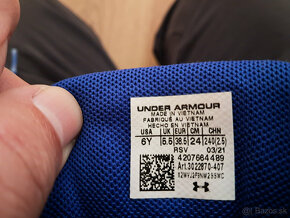 UNDER ARMOUR
MADE IN VIETNAM
FABRIQUÉ AU VIETNAM
HECHO EN VIETNAM
USA UK EUR CM CHN
6Y 5.5 38.5 24 240(2.5)
RSV 03/21
4207664489
Art.3022870-407
bazos.sk